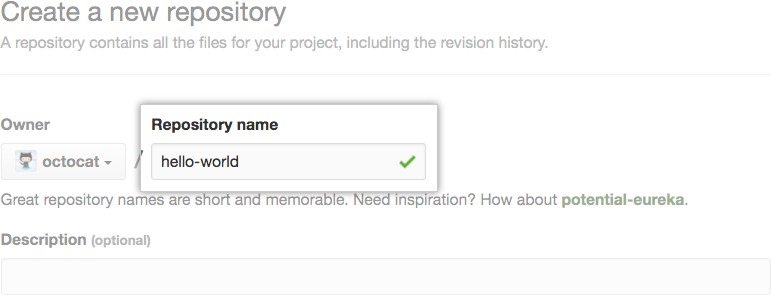 Create a new repository
A repository contains all the files for your project, including the revision history.
Owner
Repository name
octocat / hello-world
Great repository names are short and memorable. Need inspiration? How about potential-eureka.
Description (optional)